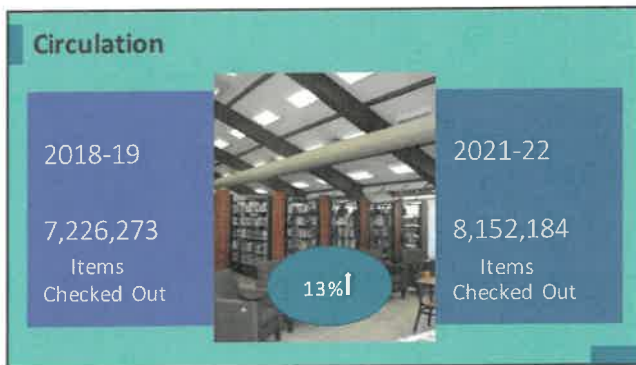 Circulation
2018-19
7,226,273
Items
Checked Out
13%↑
2021-22
8,152,184
Items
Checked Out